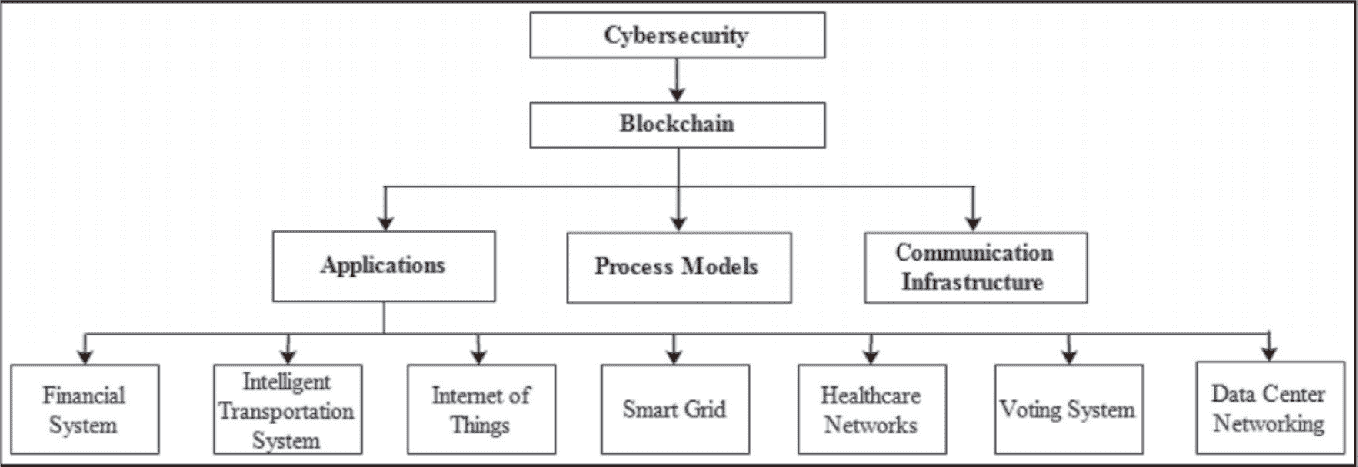 Cybersecurity
Blockchain
Applications
Process Models
Communication
Infrastructure
Financial
System
Intelligent
Transportation
System
Internet of
Things
Smart Grid
Healthcare
Networks
Voting System
Data Center
Networking